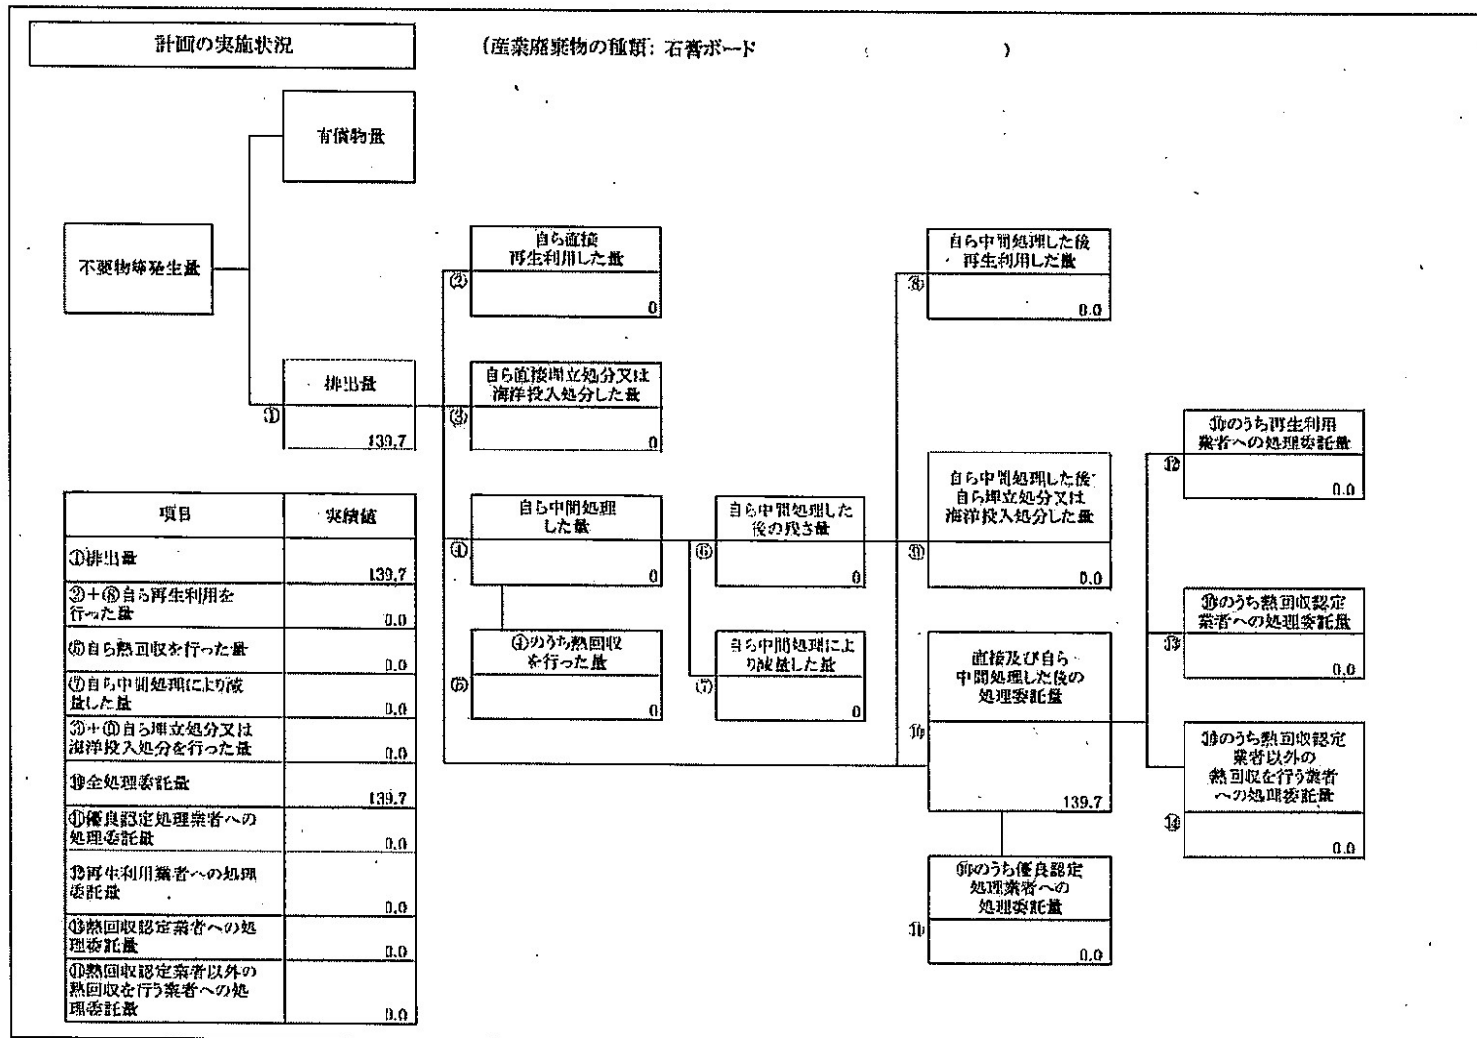 計画の実施状況
(産業廃棄物の種類: 石膏ボード ( )
有償物量
不要物等発生量
排出量
①
139.7
自ら直接
再生利用した量
②
0
自ら直接埋立処分又は
海洋投入処分した量
③
0
自ら中間処理
した量
④
0
④のうち熱回収
を行った量
⑤
0
自ら中間処理した
後の残さ量
⑥
0
自ら中間処理によ
り減量した量
⑦
0
自ら中間処理した後
再生利用した量
⑧
0.0
自ら中間処理した後
自ら埋立処分又は
海洋投入処分した量
⑨
0.0
直接及び自ら
中間処理した後の
処理委託量
⑩
139.7
⑩のうち優良認定
処理業者への
処理委託量
⑪
0.0
⑩のうち再生利用
業者への処理委託量
⑫
0.0
⑩のうち熱回収認定
業者への処理委託量
⑬
0.0
⑩のうち熱回収認定
業者以外の
熱回収を行う業者
への処理委託量
⑭
0.0
項目 実績値
①排出量
139.7
②+⑧自ら再生利用を
行った量
0.0
⑤自ら熱回収を行った量
0.0
⑦自ら中間処理により減
量した量
0.0
③+⑨自ら埋立処分又は
海洋投入処分を行った量
0.0
⑩全処理委託量
139.7
⑪優良認定処理業者への
処理委託量
0.0
⑫再生利用業者への処理
委託量
0.0
⑬熱回収認定業者への処
理委託量
0.0
⑭熱回収認定業者以外の
熱回収を行う業者への処
理委託量
0.0